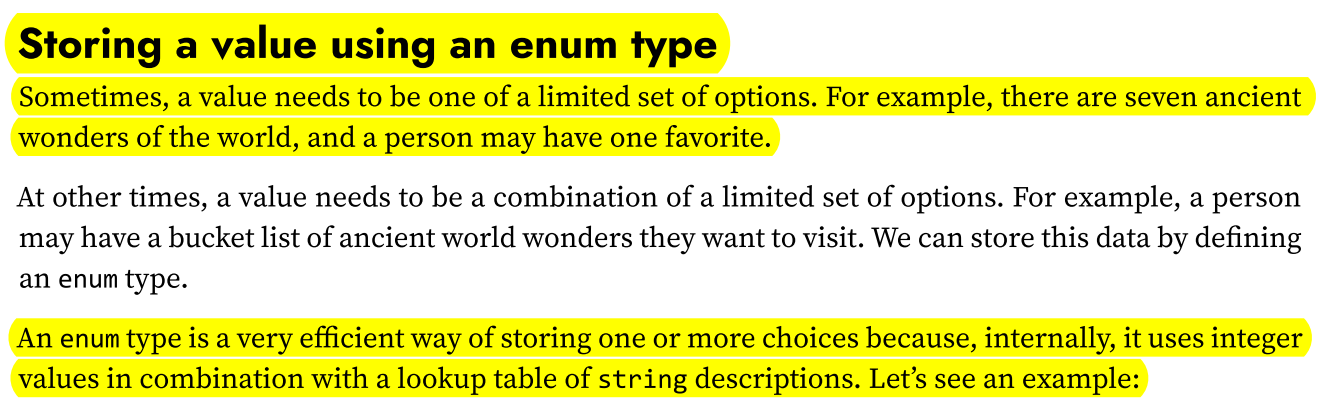 Storing a value using an enum type
Sometimes, a value needs to be one of a limited set of options. For example, there are seven ancient
wonders of the world, and a person may have one favorite.
At other times, a value needs to be a combination of a limited set of options. For example, a person
may have a bucket list of ancient world wonders they want to visit. We can store this data by defining
an enum type.
An enum type is a very efficient way of storing one or more choices because, internally, it uses integer
values in combination with a lookup table of string descriptions. Let’s see an example: